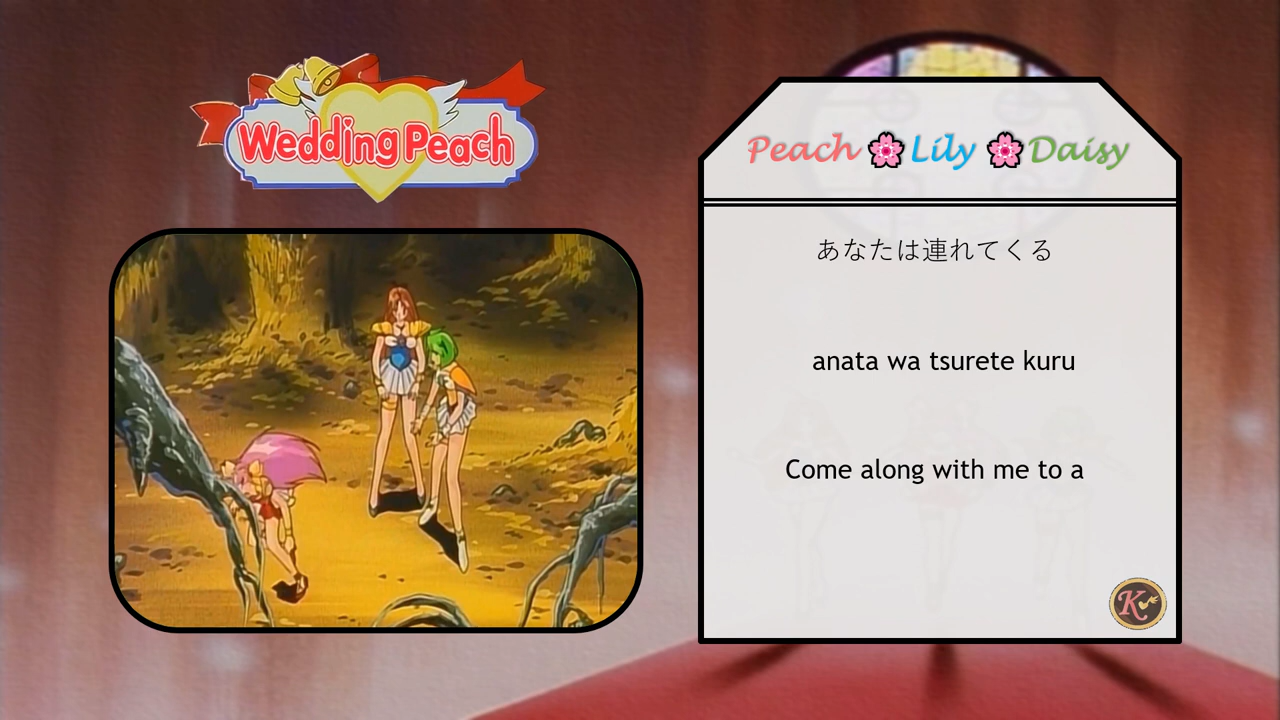 Wedding Peach
Peach Lily Daisy
あなたは連れてくる
anata wa tsurete kuru
Come along with me to a
K